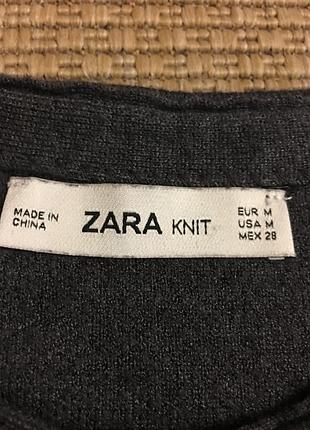 MADE IN
CHINA
ZARA KNIT
EUR M
USA M
MEX 28